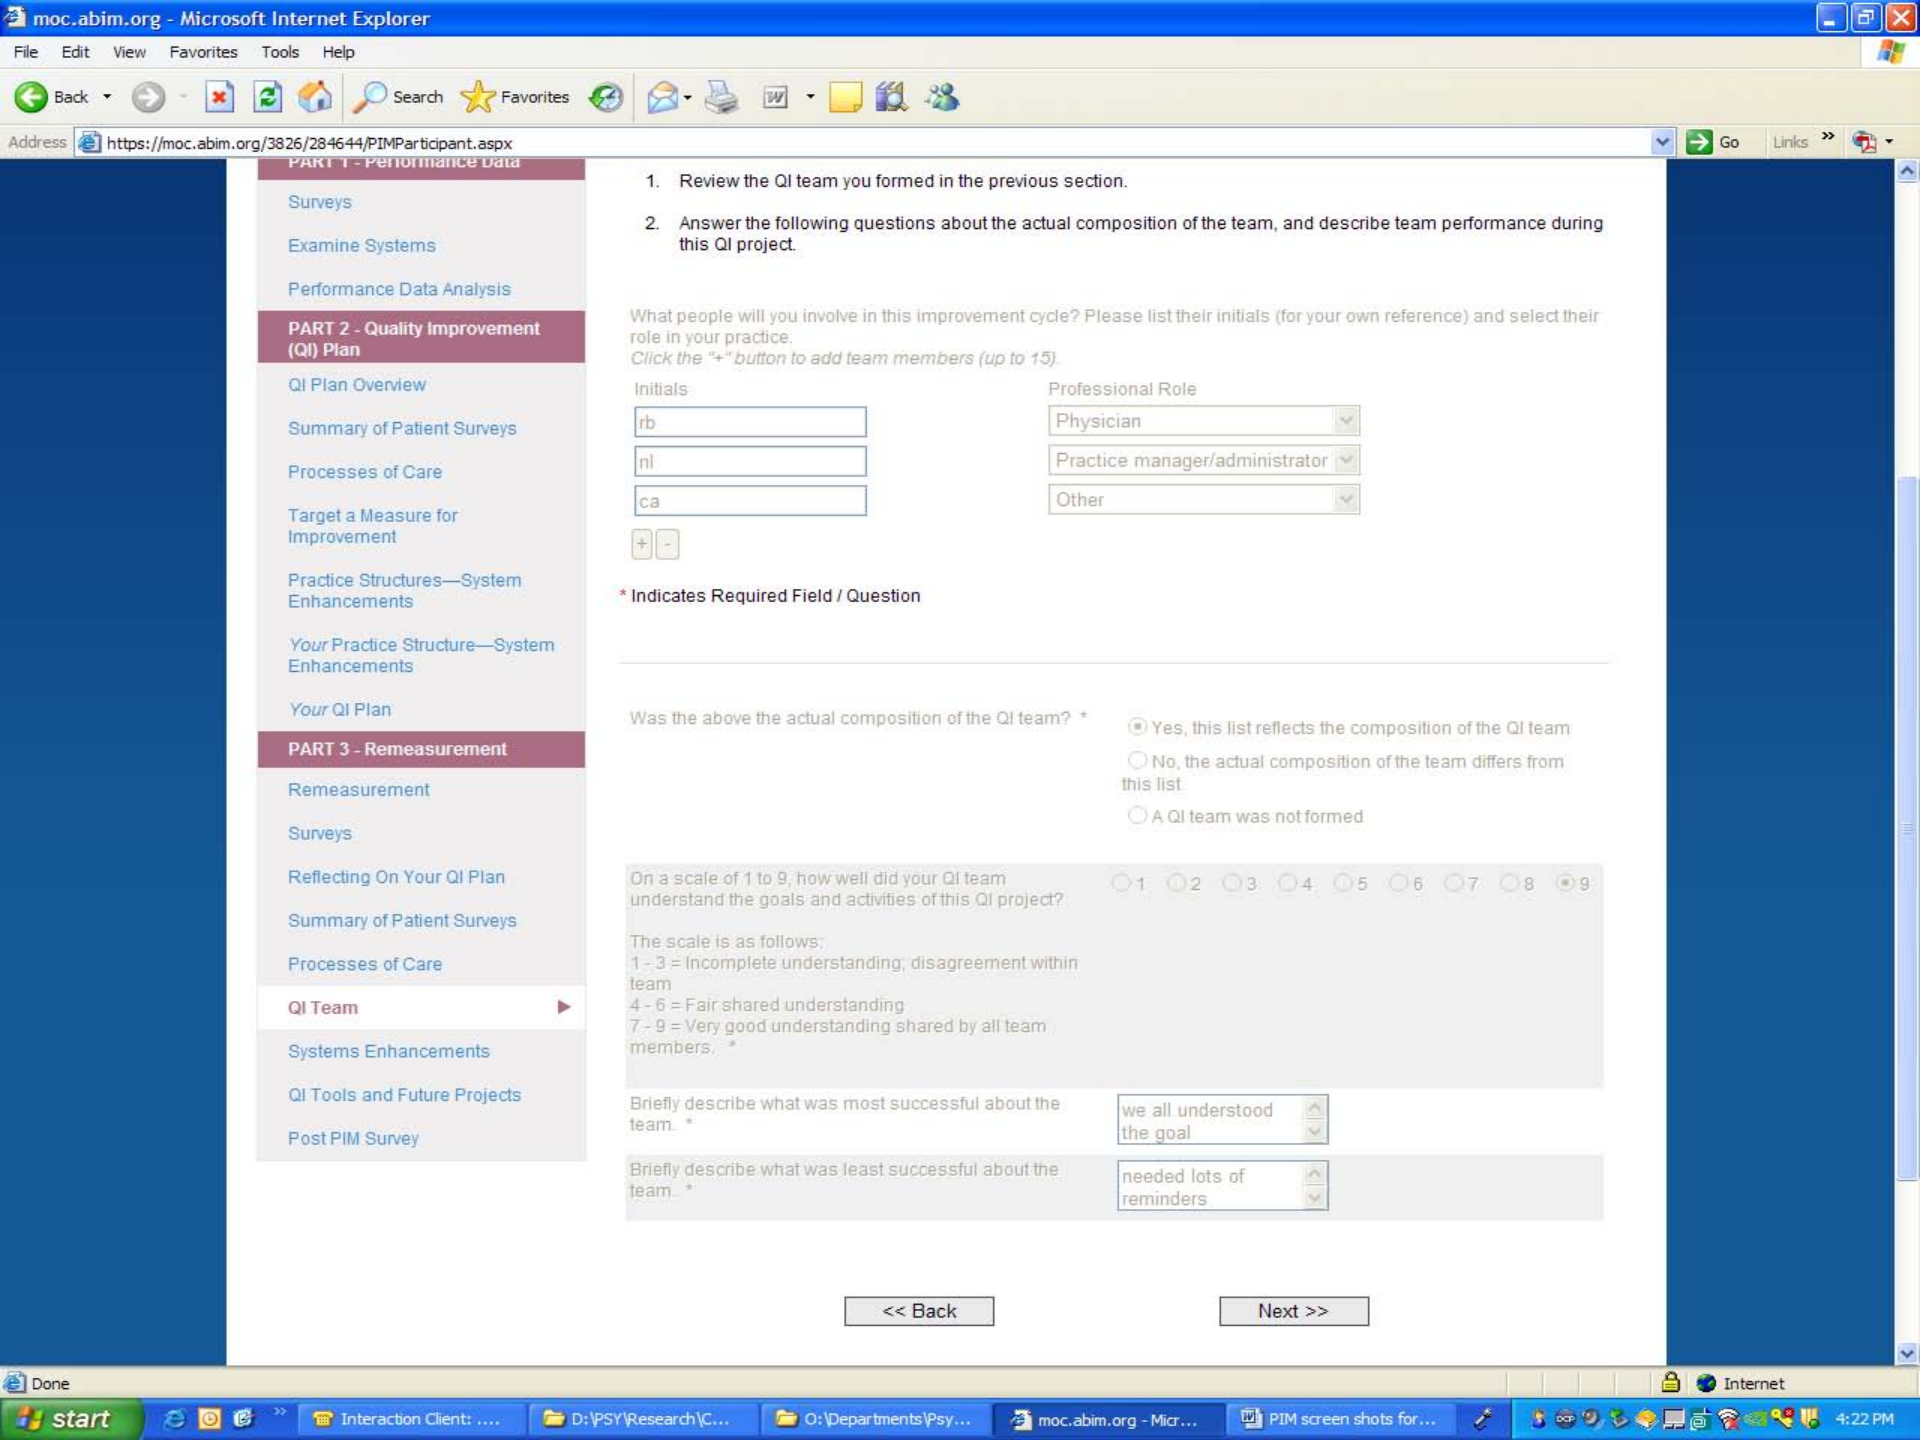 moc.abim.org - Microsoft Internet Explorer
File Edit View Favorites Tools Help
Back Search Favorites
Address https://moc.abim.org/3826/284644/PIMParticipant.aspx Go Links »
PART 1 - Performance Data
Surveys
Examine Systems
Performance Data Analysis
PART 2 - Quality Improvement
(QI) Plan
QI Plan Overview
Summary of Patient Surveys
Processes of Care
Target a Measure for
Improvement
Practice Structures—System
Enhancements
Your Practice Structure—System
Enhancements
Your QI Plan
PART 3 - Remeasurement
Remeasurement
Surveys
Reflecting On Your QI Plan
Summary of Patient Surveys
Processes of Care
QI Team
Systems Enhancements
QI Tools and Future Projects
Post PIM Survey
1. Review the QI team you formed in the previous section.
2. Answer the following questions about the actual composition of the team, and describe team performance during
this QI project.
What people will you involve in this improvement cycle? Please list their initials (for your own reference) and select their
role in your practice.
Click the "+" button to add team members (up to 15).
Initials Professional Role
rb Physician
nl Practice manager/administrator
ca Other
+ -
* Indicates Required Field / Question
Was the above the actual composition of the QI team? *
Yes, this list reflects the composition of the QI team
No, the actual composition of the team differs from
this list
A QI team was not formed
On a scale of 1 to 9, how well did your QI team
understand the goals and activities of this QI project?
1 2 3 4 5 6 7 8 9
The scale is as follows:
1 - 3 = Incomplete understanding; disagreement within
team
4 - 6 = Fair shared understanding
7 - 9 = Very good understanding shared by all team
members. *
Briefly describe what was most successful about the
team. *
we all understood
the goal
Briefly describe what was least successful about the
team. *
needed lots of
reminders
<< Back Next >>
Done Internet
start » Interaction Client: .... D:\PSY\Research\C... O:\Departments\Psy... moc.abim.org - Micr... PIM screen shots for... 4:22 PM